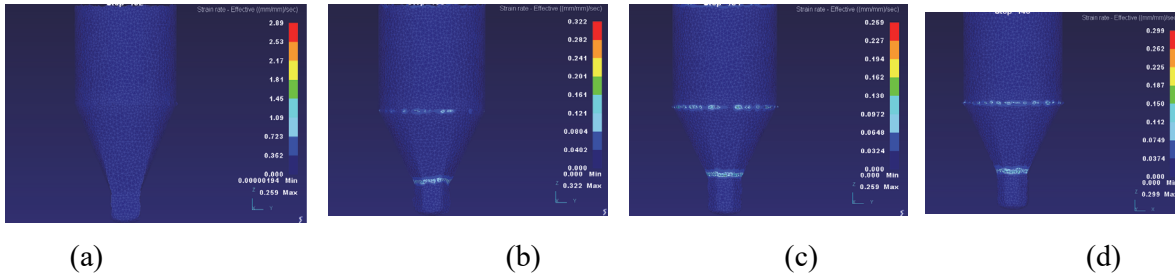 Strain rate - Effective ((mm/mm)/sec)
2.89
2.53
2.17
1.81
1.45
1.09
0.723
0.362
0.000
0.00000194 Min
0.259 Max
Z
Y
(a)
Strain rate - Effective ((mm/mm)/sec)
0.322
0.282
0.241
0.201
0.161
0.121
0.0804
0.0402
0.000
0.000 Min
0.322 Max
Z
Y
(b)
Strain rate - Effective ((mm/mm)/sec)
0.259
0.227
0.194
0.162
0.130
0.0972
0.0648
0.0324
0.000
0.000 Min
0.259 Max
Z
Y
(c)
Strain rate - Effective ((mm/mm)/sec)
0.299
0.262
0.225
0.187
0.150
0.112
0.0749
0.0374
0.000
0.000 Min
0.299 Max
Z
Y
(d)